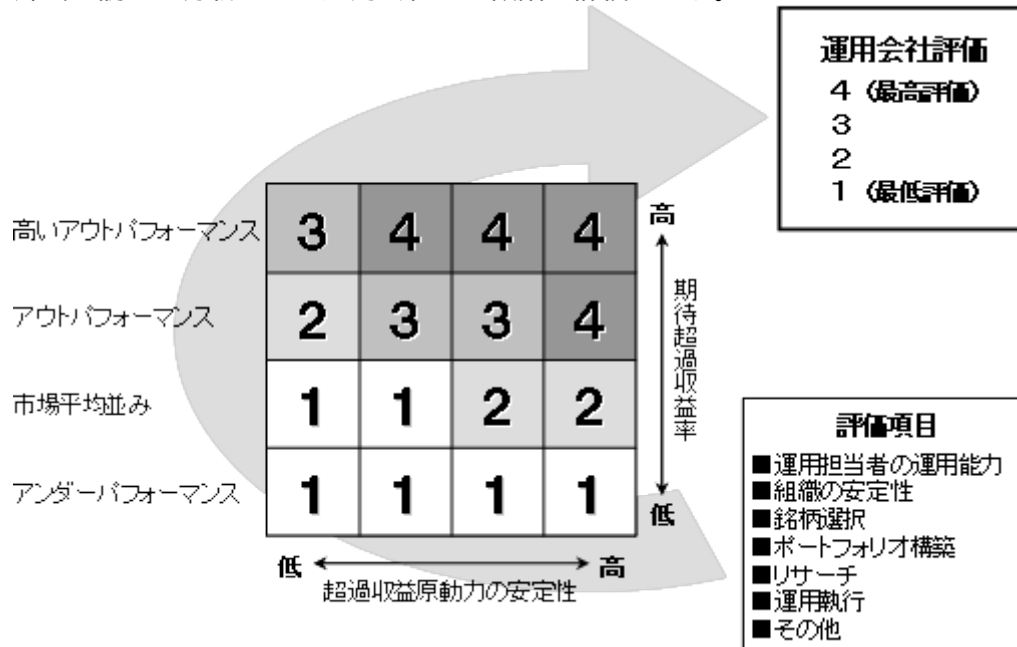 運用会社評価
4 (最高評価)
3
2
1 (最低評価)
高いアウトパフォーマンス 3 4 4 4
アウトパフォーマンス 2 3 3 4
市場平均並み 1 1 2 2
アンダーパフォーマンス 1 1 1 1
高
期待超過収益率
低
低 高
超過収益原動力の安定性
評価項目
■運用担当者の運用能力
■組織の安定性
■銘柄選択
■ポートフォリオ構築
■リサーチ
■運用執行
■その他